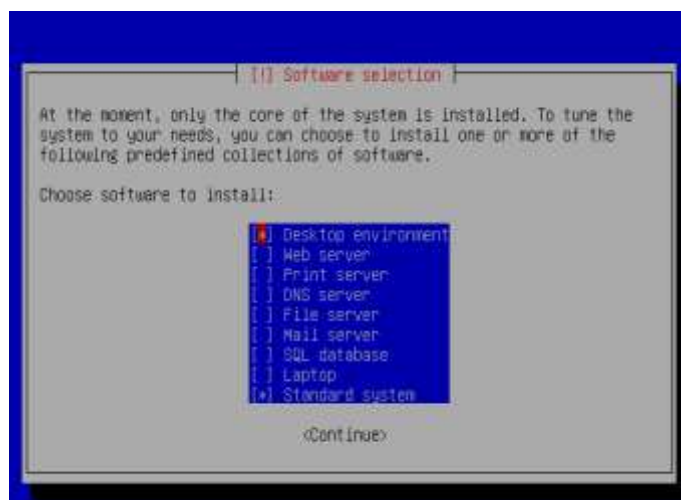 [!] Software selection
At the moment, only the core of the system is installed. To tune the
system to your needs, you can choose to install one or more of the
following predefined collections of software.
Choose software to install:
[*] Desktop environment
[ ] Web server
[ ] Print server
[ ] DNS server
[ ] File server
[ ] Mail server
[ ] SQL database
[ ] Laptop
[*] Standard system
<Continue>